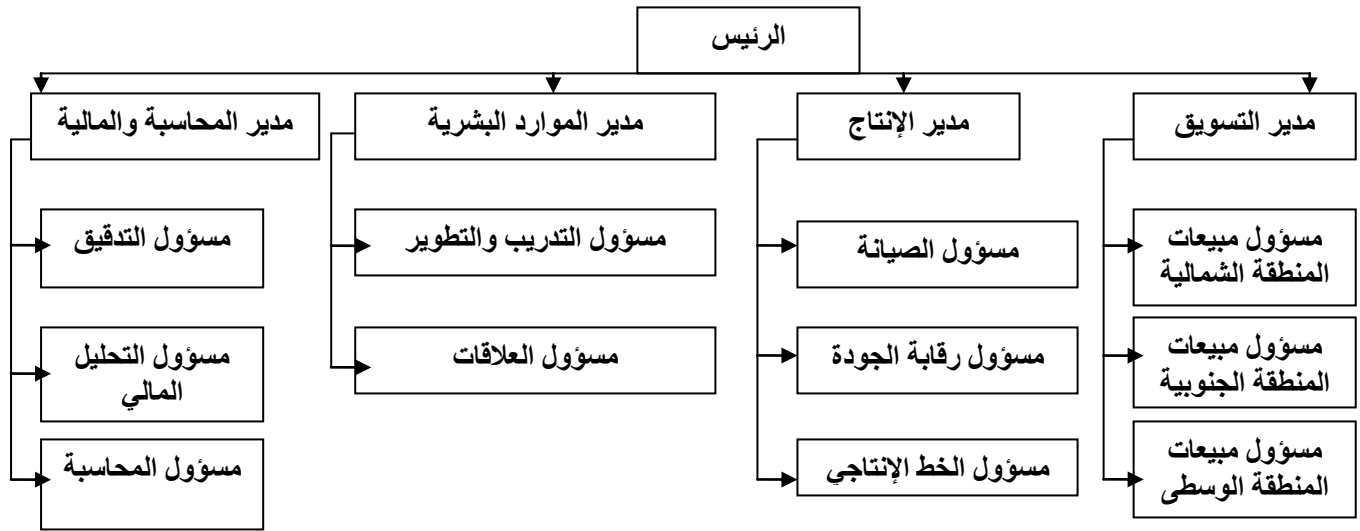 الرئيس
مدير التسويق
مدير الإنتاج
مدير الموارد البشرية
مدير المحاسبة والمالية
مسؤول مبيعات
المنطقة الشمالية
مسؤول الصيانة
مسؤول التدريب والتطوير
مسؤول التدقيق
مسؤول مبيعات
المنطقة الجنوبية
مسؤول رقابة الجودة
مسؤول العلاقات
مسؤول التحليل
المالي
مسؤول مبيعات
المنطقة الوسطى
مسؤول الخط الإنتاجي
مسؤول المحاسبة